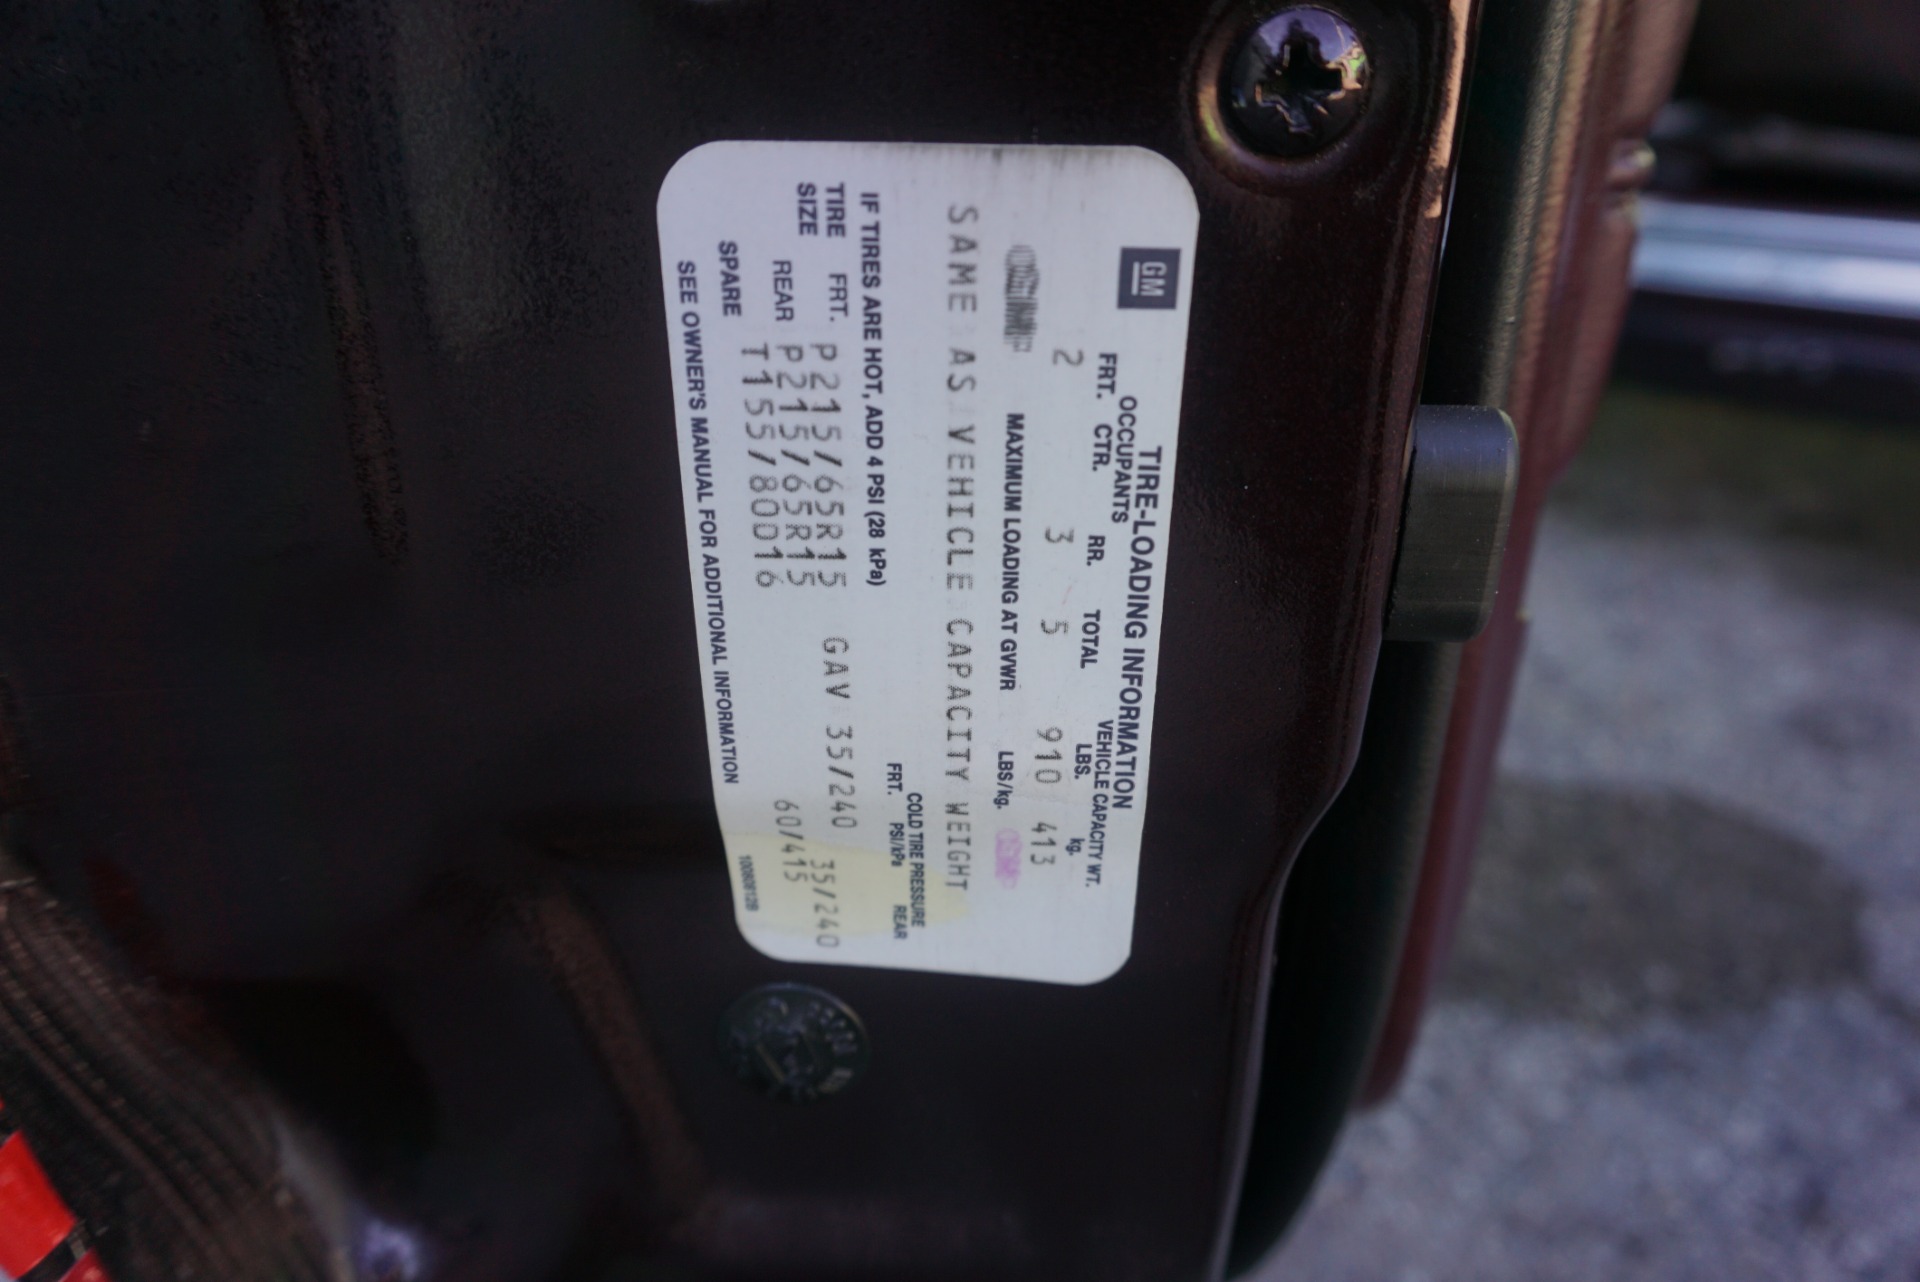 GM
TIRE-LOADING INFORMATION
OCCUPANTS VEHICLE CAPACITY WT.
FRT. CTR. RR. TOTAL LBS. kg.
2 3 5 910 413
MAXIMUM LOADING AT GVWR LBS/kg.
SAME AS VEHICLE CAPACITY WEIGHT
COLD TIRE PRESSURE
FRT. PSI/kPa REAR
IF TIRES ARE HOT, ADD 4 PSI (28 kPa)
TIRE FRT. P215/65R15 GAV 35/240 35/240
SIZE REAR P215/65R15
SPARE T155/80D16 60/415
SEE OWNER'S MANUAL FOR ADDITIONAL INFORMATION 10080612B